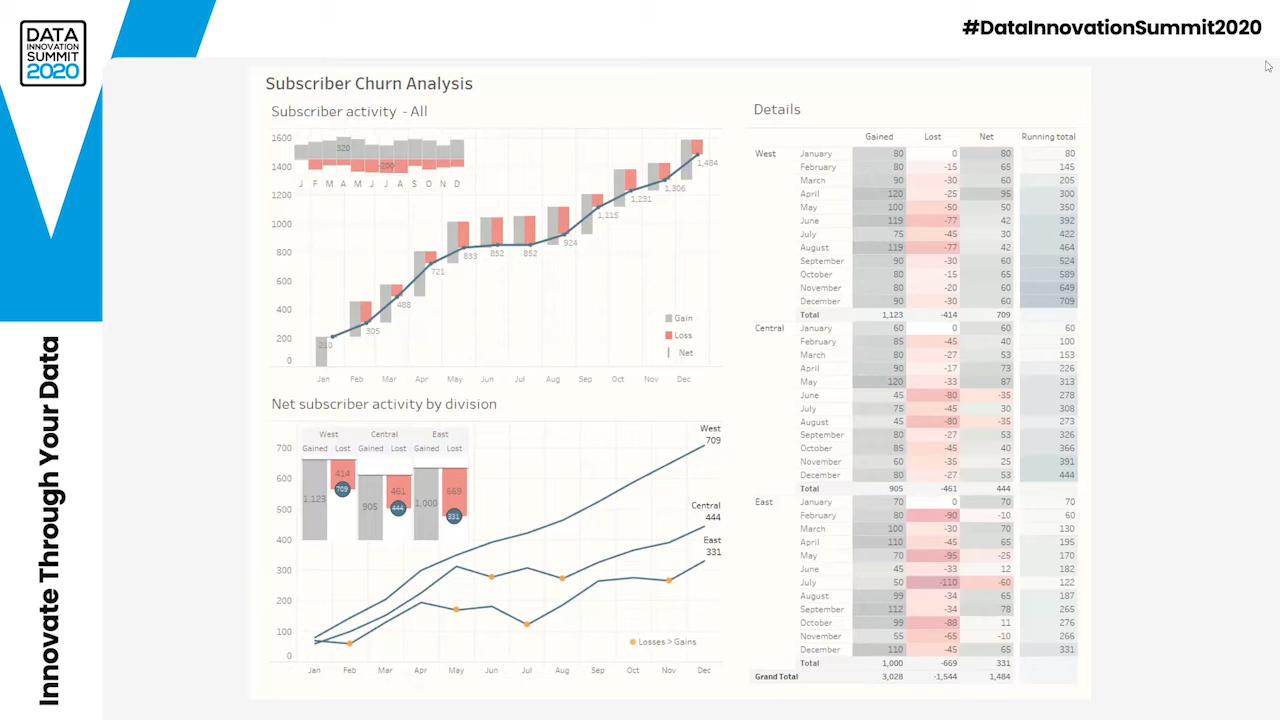 DATA
INNOVATION
SUMMIT
2020
#DataInnovationSummit2020
Innovate Through Your Data
Subscriber Churn Analysis
Subscriber activity - All
1600
1400
1200
1000
800
600
400
200
0
320
-200
J F M A M J J A S O N D
210
305
488
721
833
852
852
924
1,115
1,231
1,306
1,484
Gain
Loss
Net
Jan Feb Mar Apr May Jun Jul Aug Sep Oct Nov Dec
Net subscriber activity by division
700
600
500
400
300
200
100
0
West Central East
Gained Lost Gained Lost Gained Lost
1,123 414 709
905 461 444
1,000 669 331
West
709
Central
444
East
331
Losses > Gains
Jan Feb Mar Apr May Jun Jul Aug Sep Oct Nov Dec
Details
Gained Lost Net Running total
West January 80 0 80 80
February 80 -15 65 145
March 90 -30 60 205
April 120 -25 95 300
May 100 -50 50 350
June 119 -77 42 392
July 75 -45 30 422
August 119 -77 42 464
September 90 -30 60 524
October 80 -15 65 589
November 80 -20 60 649
December 90 -30 60 709
Total 1,123 -414 709
Central January 60 0 60 60
February 85 -45 40 100
March 80 -27 53 153
April 90 -17 73 226
May 120 -33 87 313
June 45 -80 -35 278
July 75 -45 30 308
August 45 -80 -35 273
September 80 -27 53 326
October 85 -45 40 366
November 60 -35 25 391
December 80 -27 53 444
Total 905 -461 444
East January 70 0 70 70
February 80 -90 -10 60
March 100 -30 70 130
April 110 -45 65 195
May 70 -95 -25 170
June 45 -33 12 182
July 50 -110 -60 122
August 99 -34 65 187
September 112 -34 78 265
October 99 -88 11 276
November 55 -65 -10 266
December 110 -45 65 331
Total 1,000 -669 331
Grand Total 3,028 -1,544 1,484